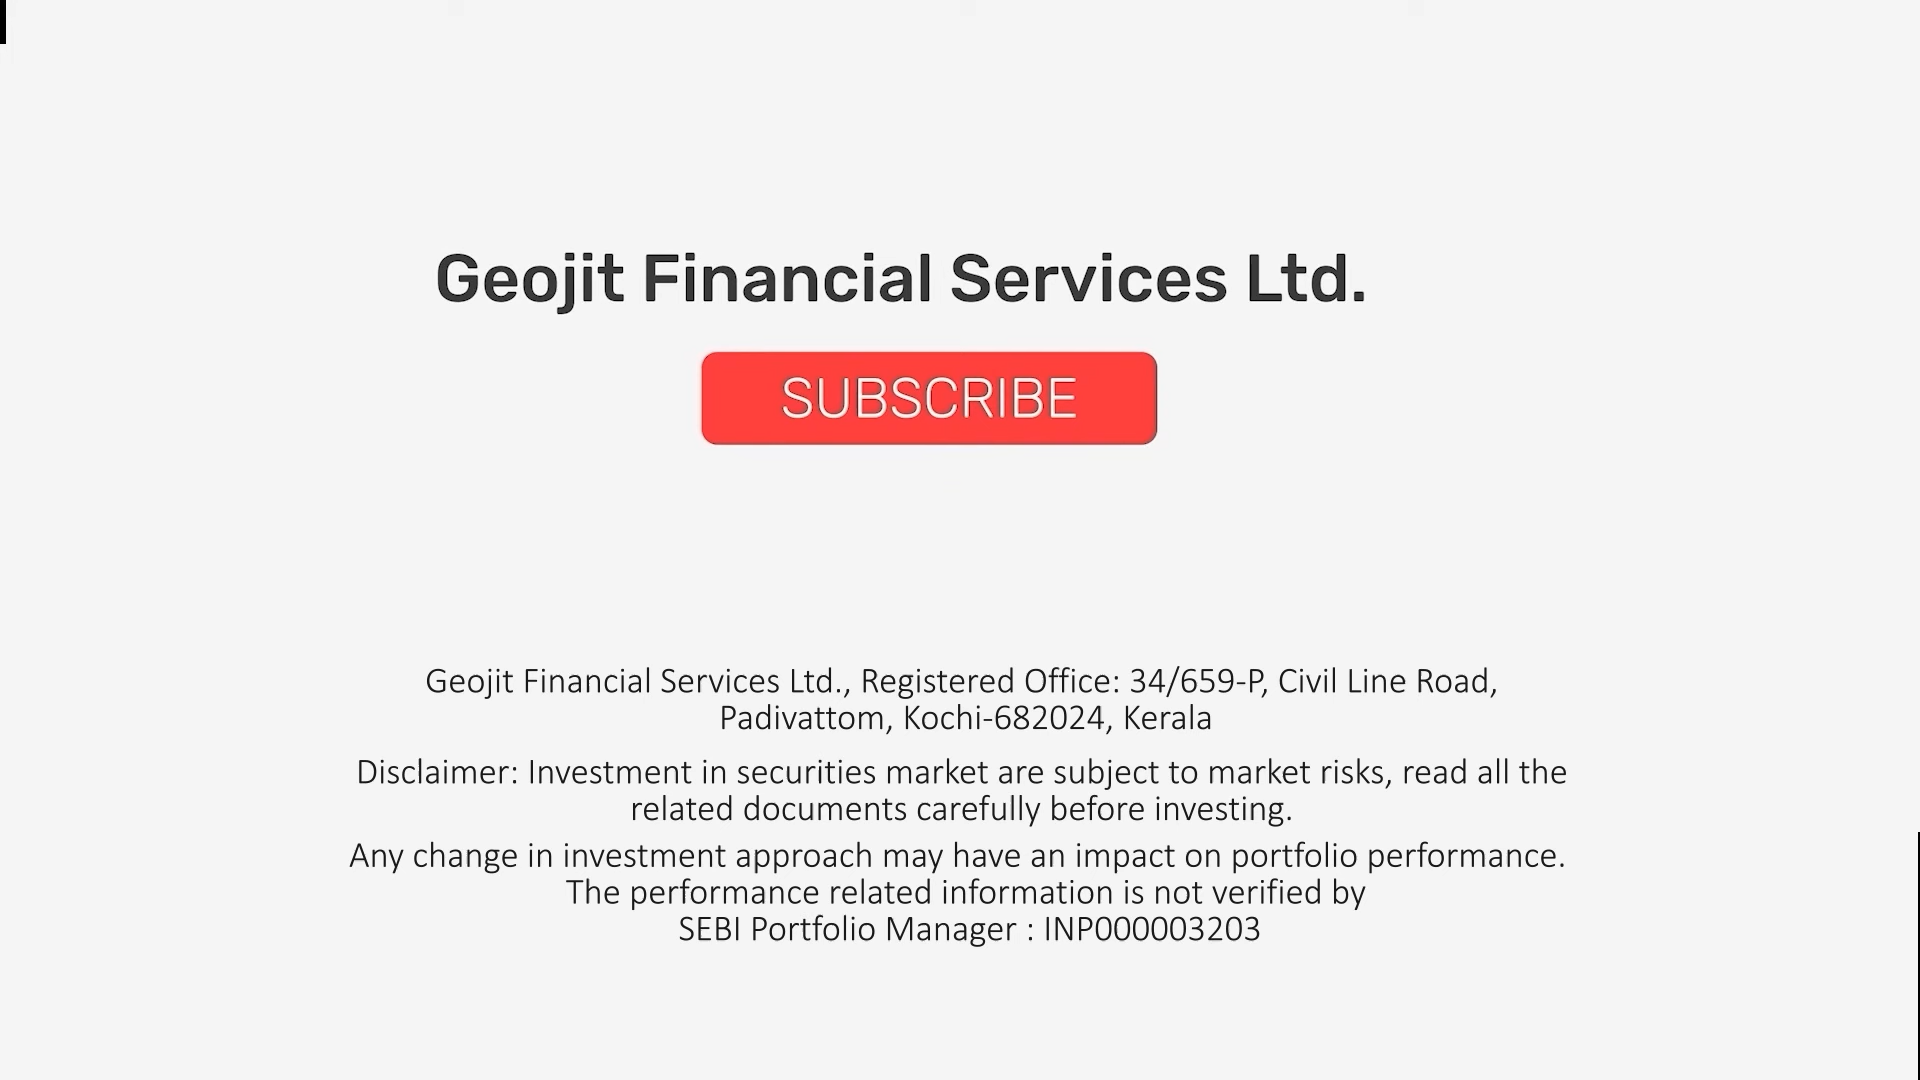 Geojit Financial Services Ltd.
SUBSCRIBE
Geojit Financial Services Ltd., Registered Office: 34/659-P, Civil Line Road,
Padivattom, Kochi-682024, Kerala
Disclaimer: Investment in securities market are subject to market risks, read all the
related documents carefully before investing.
Any change in investment approach may have an impact on portfolio performance.
The performance related information is not verified by
SEBI Portfolio Manager : INP000003203